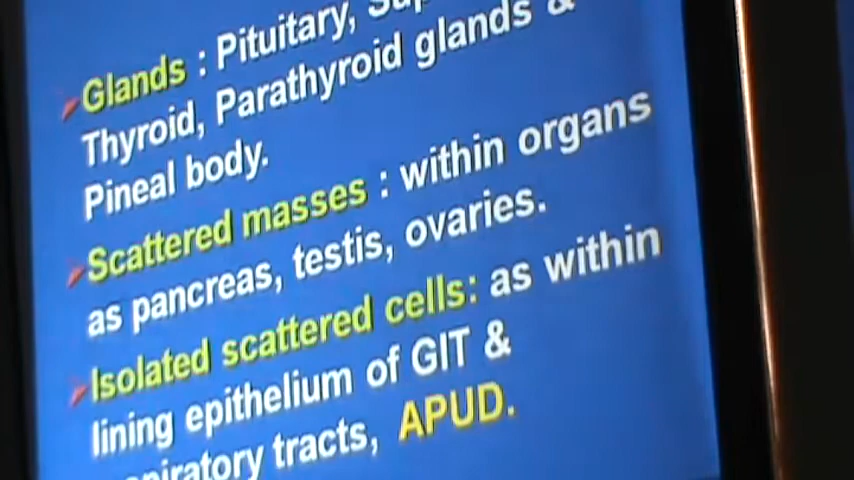 Glands : Pituitary,
Thyroid, Parathyroid glands &
Pineal body.
Scattered masses : within organs
as pancreas, testis, ovaries.
Isolated scattered cells: as within
lining epithelium of GIT &
tracts, APUD.